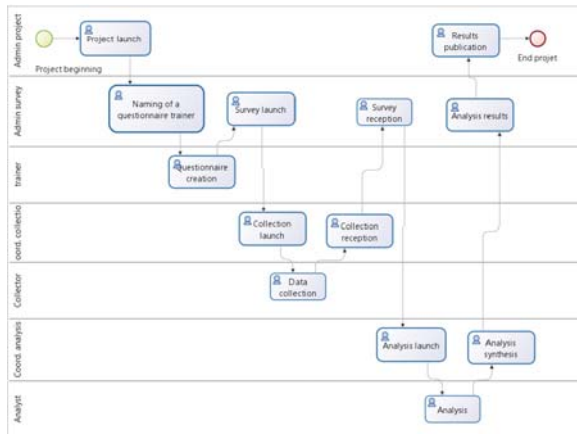 Admin project
Project launch
Project beginning
Results
publication
End projet
Admin survey
Naming of a
questionnaire trainer
Survey launch
Survey
reception
Analysis results
trainer
Questionnaire
creation
oord. collectio
Collection
launch
Collection
reception
Collector
Data
collection
Coord. analysis
Analysis launch
Analysis
synthesis
Analyst
Analysis